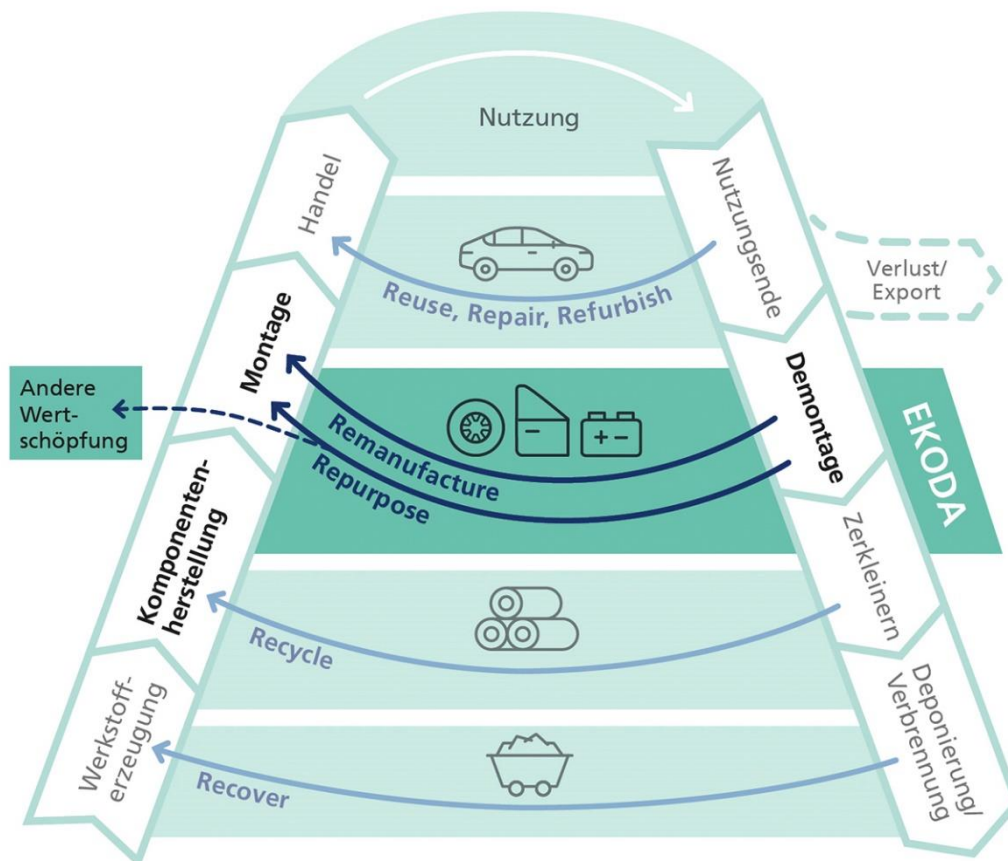 Nutzung
Handel
Nutzungsende
Verlust/
Export
Reuse, Repair, Refurbish
Montage
Demontage
Andere
Wert-
schöpfung
Remanufacture
Repurpose
EKODA
Komponenten-
herstellung
Zerkleinern
Recycle
Werkstoff-
erzeugung
Deponierung/
Verbrennung
Recover